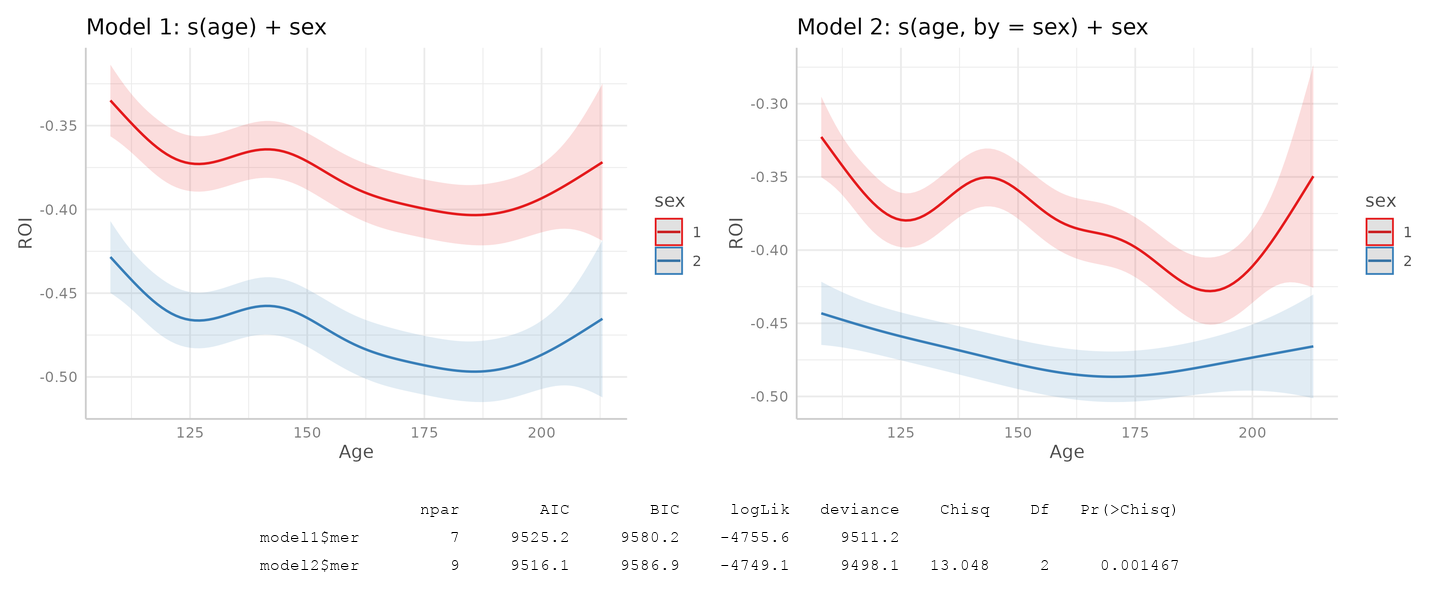 Model 1: s(age) + sex
-0.35
-0.40
-0.45
-0.50
ROI
125 150 175 200
Age
sex
1
2
Model 2: s(age, by = sex) + sex
-0.30
-0.35
-0.40
-0.45
-0.50
ROI
125 150 175 200
Age
sex
1
2
npar AIC BIC logLik deviance Chisq Df Pr(>Chisq)
model1$mer 7 9525.2 9580.2 -4755.6 9511.2
model2$mer 9 9516.1 9586.9 -4749.1 9498.1 13.048 2 0.001467